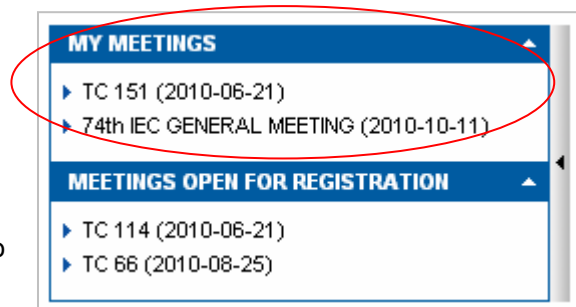 MY MEETINGS
TC 151 (2010-06-21)
74th IEC GENERAL MEETING (2010-10-11)
MEETINGS OPEN FOR REGISTRATION
TC 114 (2010-06-21)
TC 66 (2010-08-25)